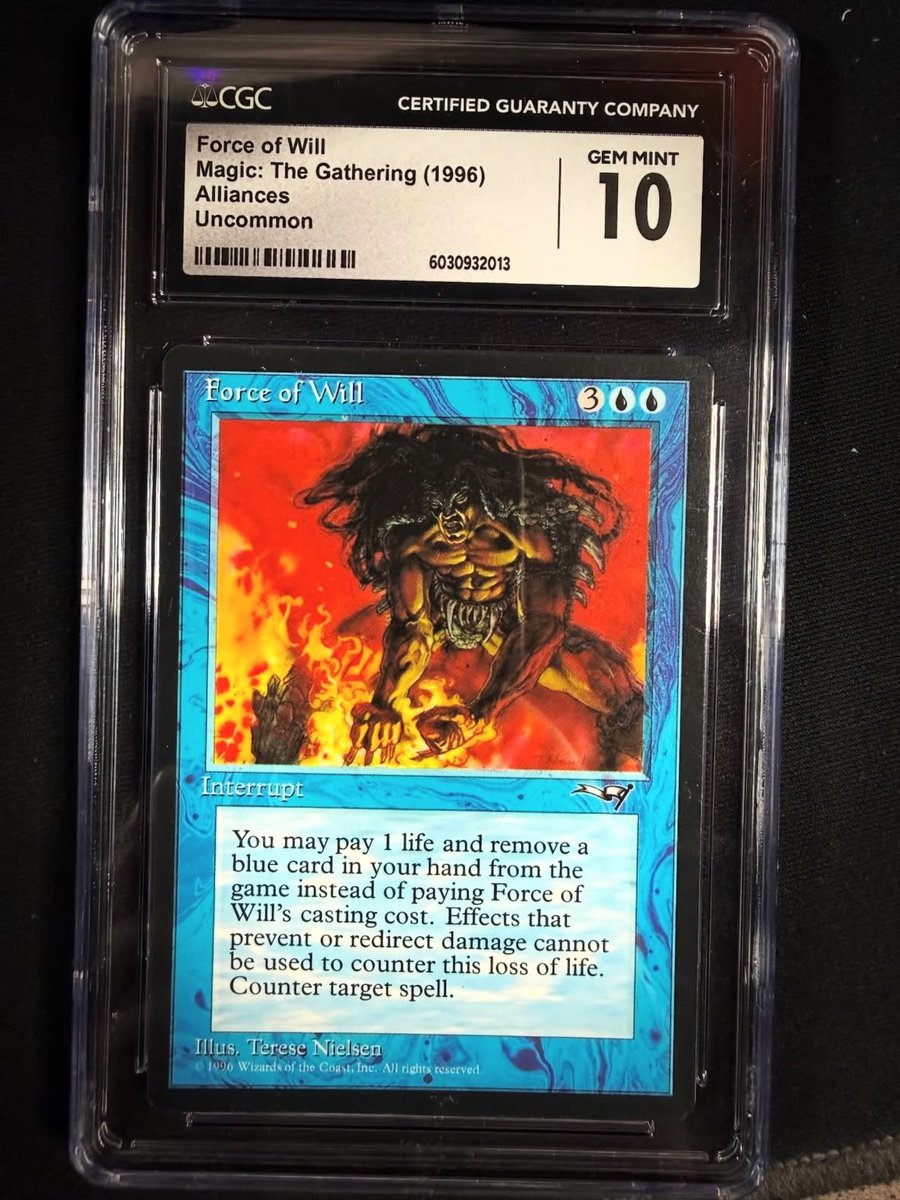 CGC
CERTIFIED GUARANTY COMPANY
Force of Will
Magic: The Gathering (1996)
Alliances
Uncommon
GEM MINT
10
6030932013
Force of Will
3
Interrupt
You may pay 1 life and remove a
blue card in your hand from the
game instead of paying Force of
Will's casting cost. Effects that
prevent or redirect damage cannot
be used to counter this loss of life.
Counter target spell.
Illus. Terese Nielsen
© 1996 Wizards of the Coast, Inc. All rights reserved.